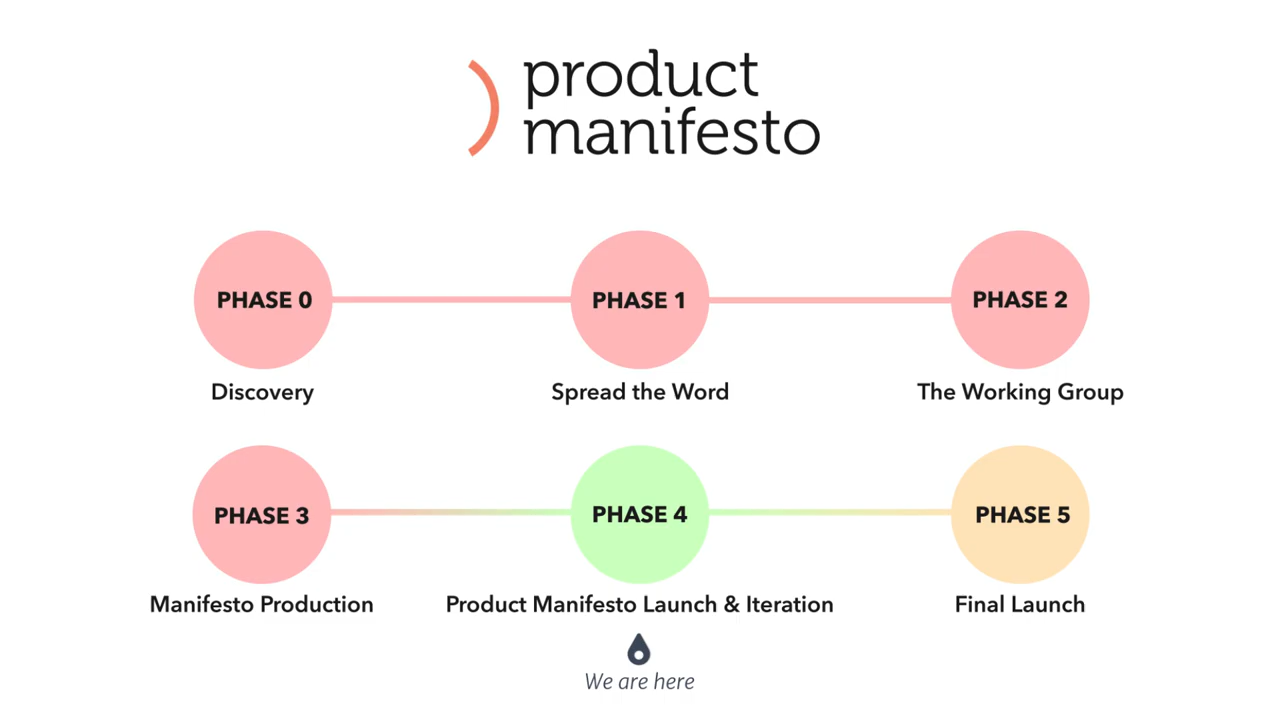 product
manifesto
PHASE 0
PHASE 1
PHASE 2
Discovery
Spread the Word
The Working Group
PHASE 3
PHASE 4
PHASE 5
Manifesto Production
Product Manifesto Launch & Iteration
Final Launch
We are here